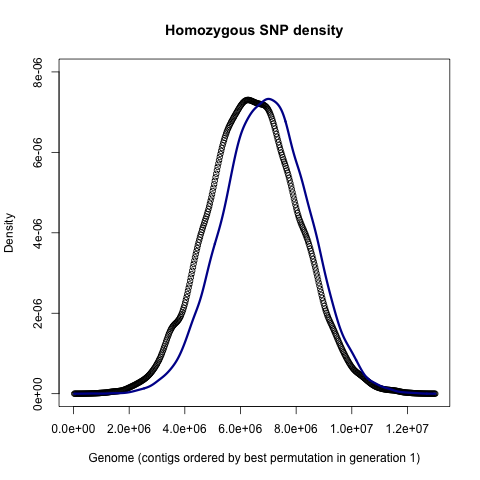 Homozygous SNP density
Density
8e-06
6e-06
4e-06
2e-06
0e+00
0.0e+00 2.0e+06 4.0e+06 6.0e+06 8.0e+06 1.0e+07 1.2e+07
Genome (contigs ordered by best permutation in generation 1)